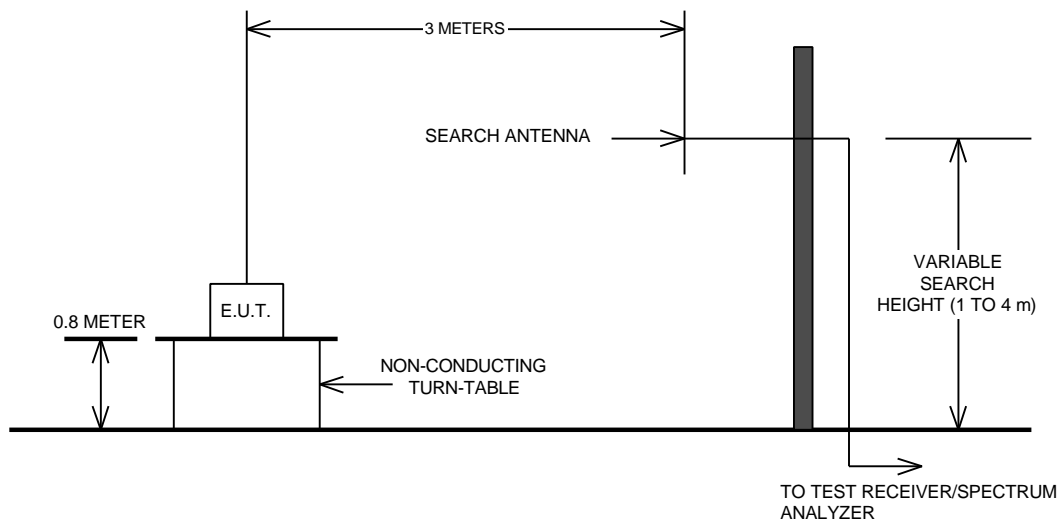 3 METERS
SEARCH ANTENNA
VARIABLE
SEARCH
HEIGHT (1 TO 4 m)
E.U.T.
0.8 METER
NON-CONDUCTING
TURN-TABLE
TO TEST RECEIVER/SPECTRUM
ANALYZER